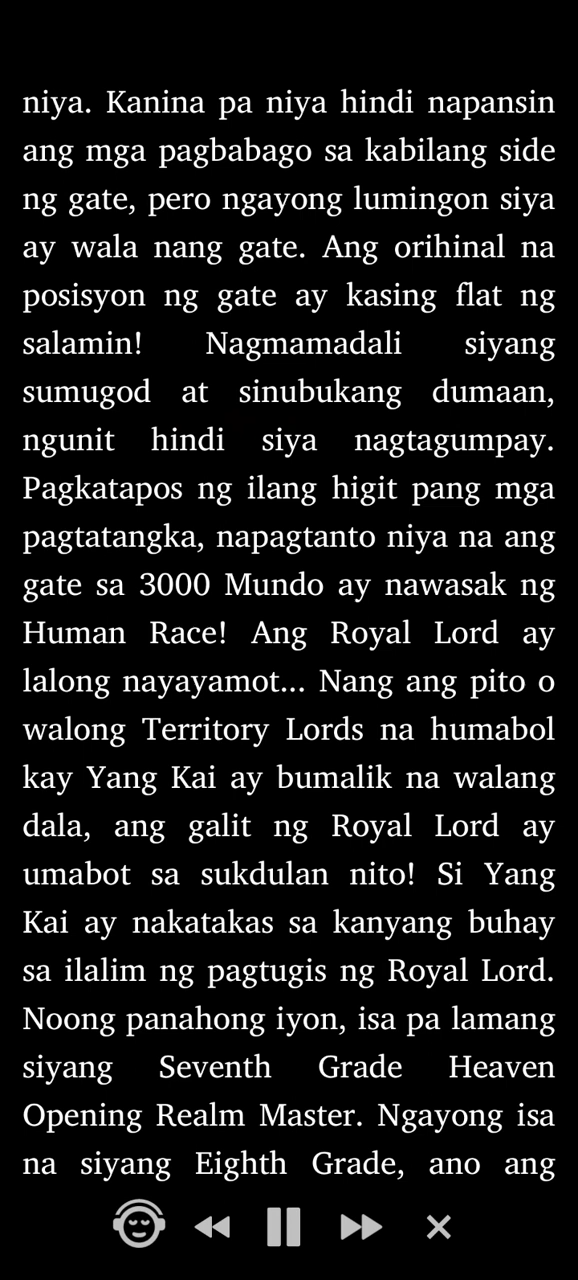 niya. Kanina pa niya hindi napansin
ang mga pagbabago sa kabilang side
ng gate, pero ngayong lumingon siya
ay wala nang gate. Ang orihinal na
posisyon ng gate ay kasing flat ng
salamin! Nagmamadali siyang
sumugod at sinubukang dumaan,
ngunit hindi siya nagtagumpay.
Pagkatapos ng ilang higit pang mga
pagtatangka, napagtanto niya na ang
gate sa 3000 Mundo ay nawasak ng
Human Race! Ang Royal Lord ay
lalong nayayamot... Nang ang pito o
walong Territory Lords na humabol
kay Yang Kai ay bumalik na walang
dala, ang galit ng Royal Lord ay
umabot sa sukdulan nito! Si Yang
Kai ay nakatakas sa kanyang buhay
sa ilalim ng pagtugis ng Royal Lord.
Noong panahong iyon, isa pa lamang
siyang Seventh Grade Heaven
Opening Realm Master. Ngayong isa
na siyang Eighth Grade, ano ang